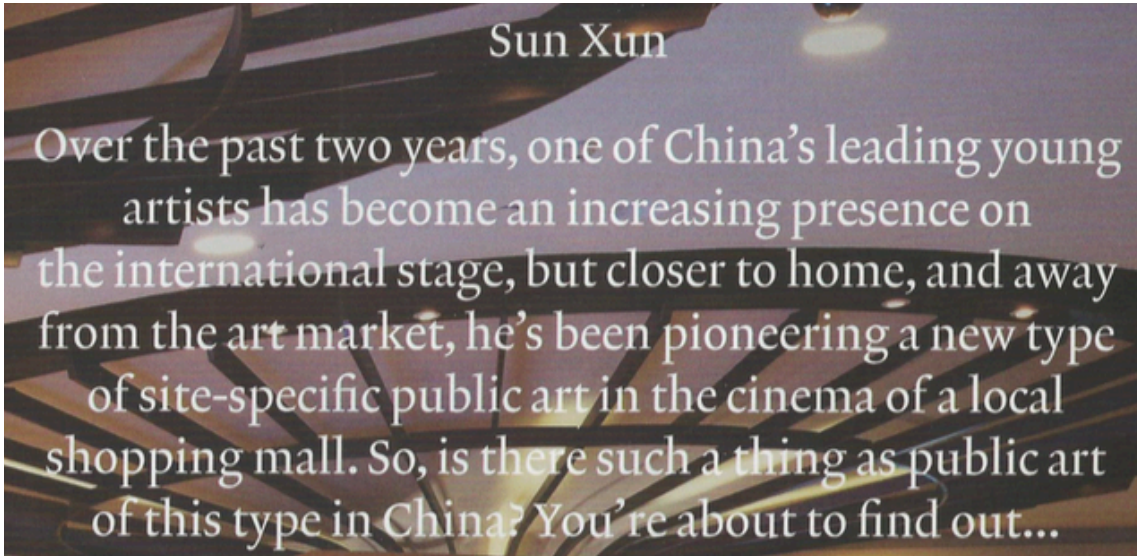 Sun Xun
Over the past two years, one of China’s leading young
artists has become an increasing presence on
the international stage, but closer to home, and away
from the art market, he’s been pioneering a new type
of site-specific public art in the cinema of a local
shopping mall. So, is there such a thing as public art
of this type in China? You’re about to find out...